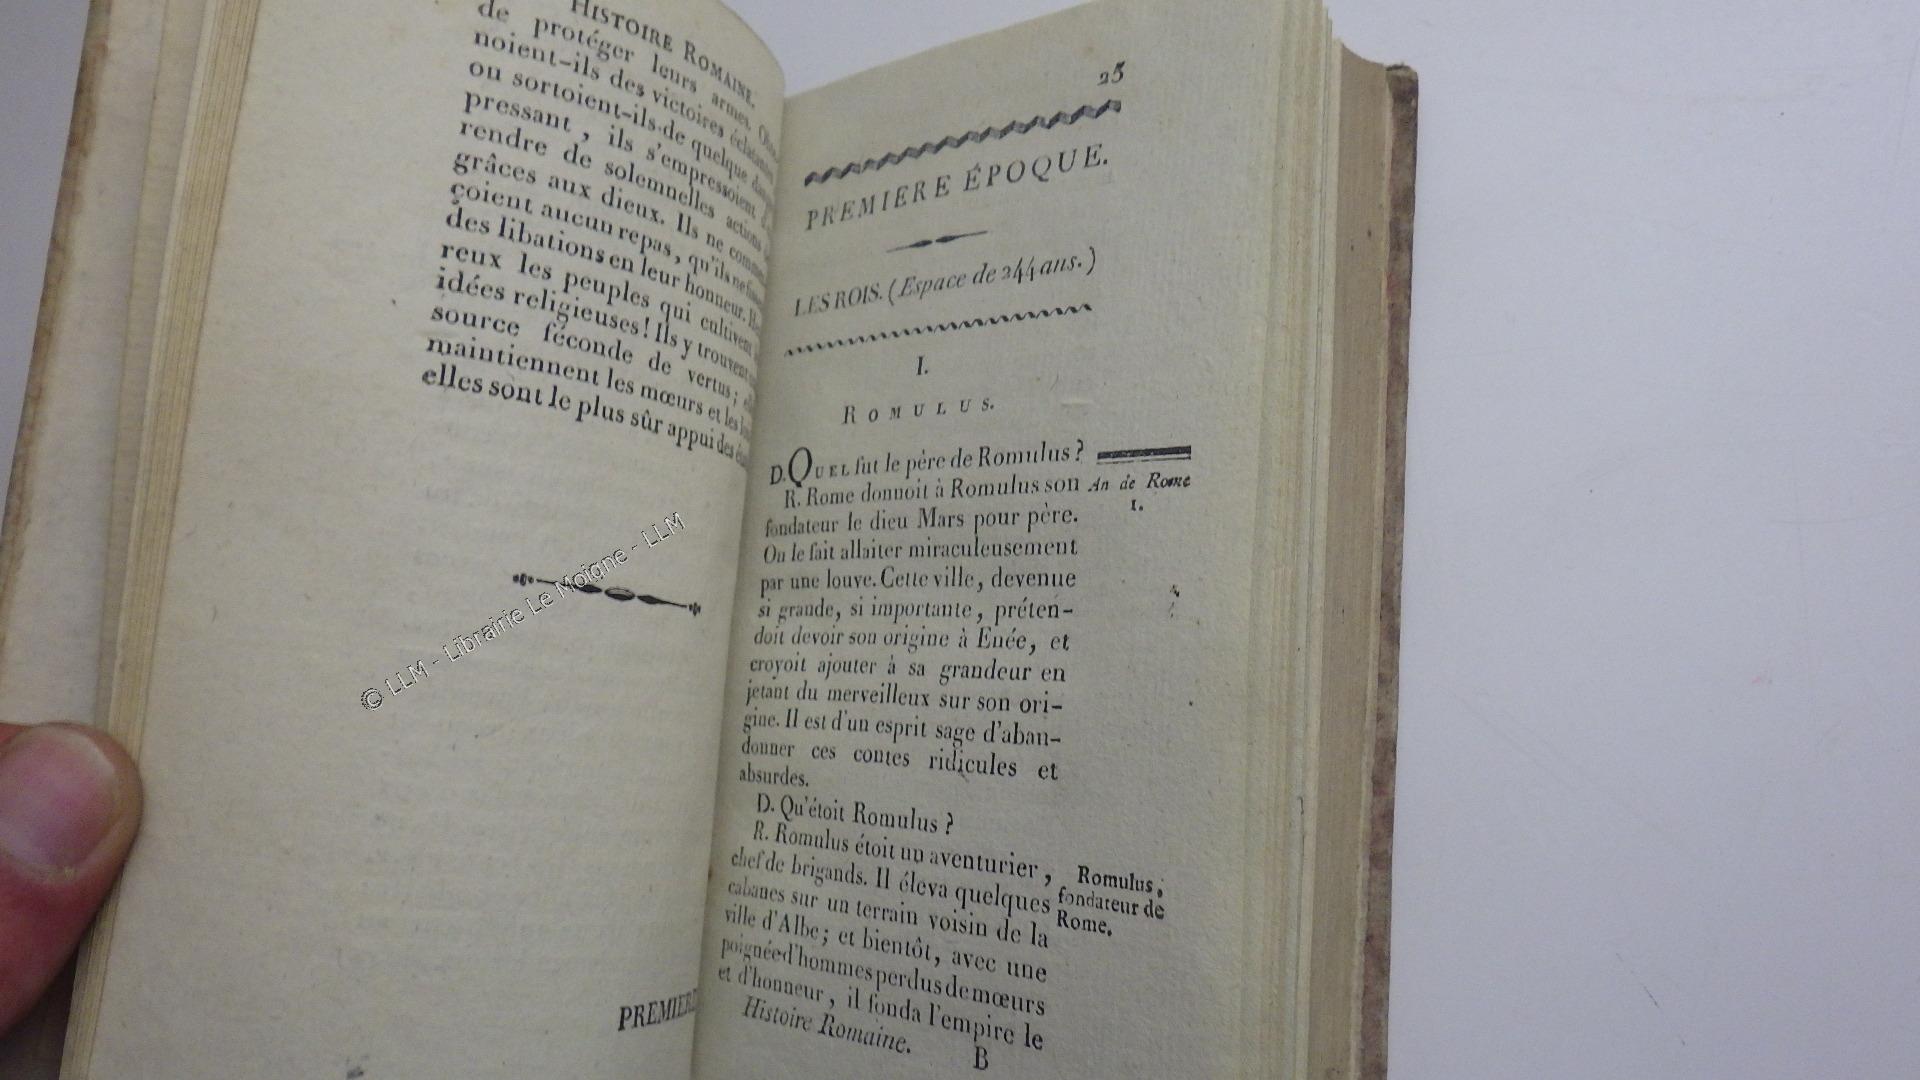 HISTOIRE ROMAINE.
de protéger leurs armes.
noient-ils des victoires éclatantes
ou sortoient-ils de quelque
pressant, ils s'empressoient
rendre de solemnelles actions
grâces aux dieux. Ils ne
çoient aucun repas, qu'ils ne
des libations en leur honneur.
reux les peuples qui cultivent
idées religieuses! Ils y trouvent
source féconde de vertus;
maintiennent les mœurs et les
elles sont le plus sûr appui des
PREMIERE
25
PREMIERE ÉPOQUE.
LES ROIS. (Espace de 244 ans.)
I.
ROMULUS.
D. QUEL fut le père de Romulus?
R. Rome donnoit à Romulus son
fondateur le dieu Mars pour père.
On le fait allaiter miraculeusement
par une louve. Cette ville, devenue
si grande, si importante, préten-
doit devoir son origine à Enée, et
croyoit ajouter à sa grandeur en
jetant du merveilleux sur son ori-
gine. Il est d'un esprit sage d'aban-
donner ces contes ridicules et
absurdes.
D. Qu'étoit Romulus?
R. Romulus étoit un aventurier,
chef de brigands. Il éleva quelques
cabanes sur un terrain voisin de la
ville d'Albe; et bientôt, avec une
poignée d'hommes perdus de mœurs
et d'honneur, il fonda l'empire le
Histoire Romaine. B
An de Rome
1.
Romulus,
fondateur de
Rome.
© LLM - Librairie Le Moigne - LLM